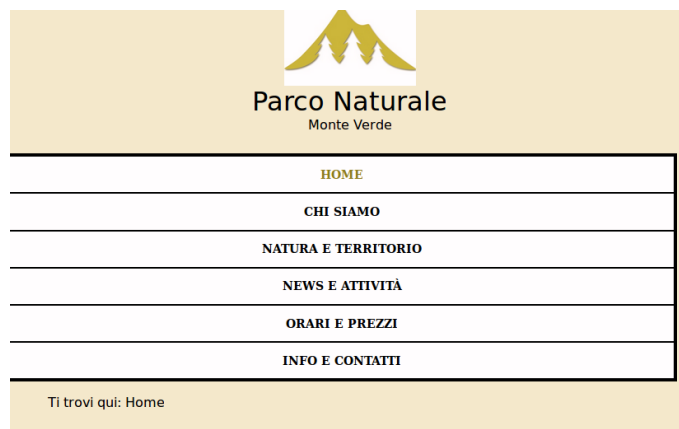 Parco Naturale
Monte Verde
HOME
CHI SIAMO
NATURA E TERRITORIO
NEWS E ATTIVITÀ
ORARI E PREZZI
INFO E CONTATTI
Ti trovi qui: Home